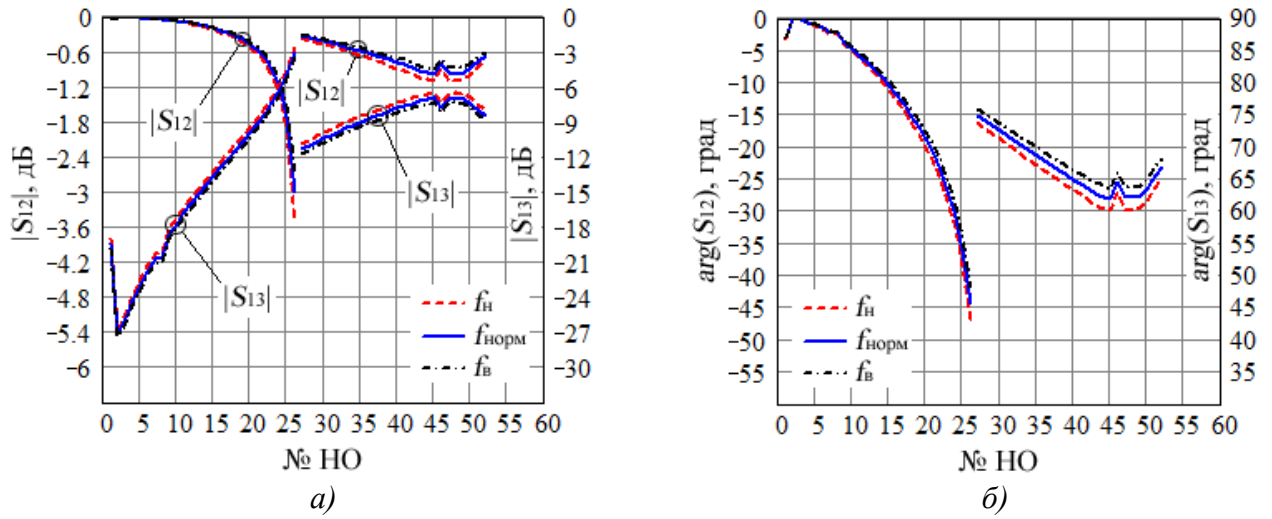 |S12|, дБ
0
−0.6
−1.2
−1.8
−2.4
−3
−3.6
−4.2
−4.8
−5.4
−6
|S12|
|S12|
|S13|
|S13|
fн
fнорм
fв
0
−3
−6
−9
−12
−15
−18
−21
−24
−27
−30
|S13|, дБ
0 5 10 15 20 25 30 35 40 45 50 55 60
№ НО
а)
arg(S12), град
0
−5
−10
−15
−20
−25
−30
−35
−40
−45
−50
−55
fн
fнорм
fв
90
85
80
75
70
65
60
55
50
45
40
35
arg(S13), град
0 5 10 15 20 25 30 35 40 45 50 55 60
№ НО
б)